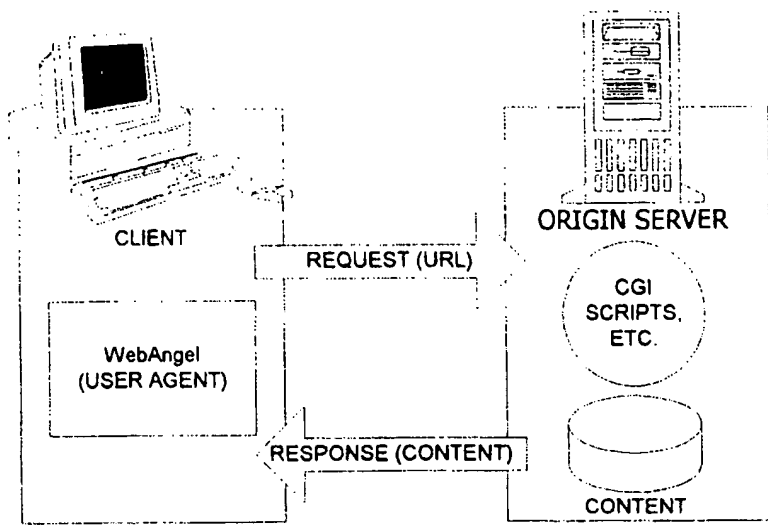 CLIENT
WebAngel
(USER AGENT)
REQUEST (URL)
RESPONSE (CONTENT)
ORIGIN SERVER
CGI
SCRIPTS,
ETC.
CONTENT